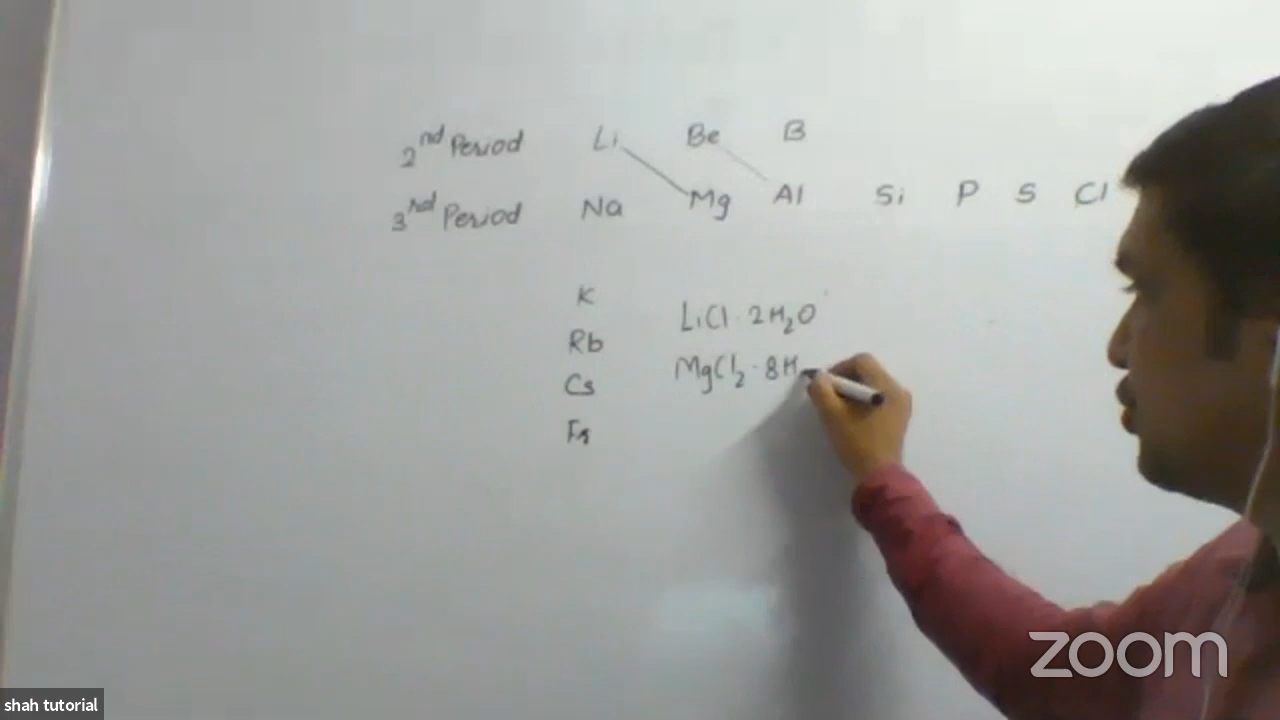 2nd Period Li Be B
3rd Period Na Mg Al Si P S Cl
K
Rb
Cs
Fr
LiCl · 2H2O
MgCl2 · 8H
zoom
shah tutorial